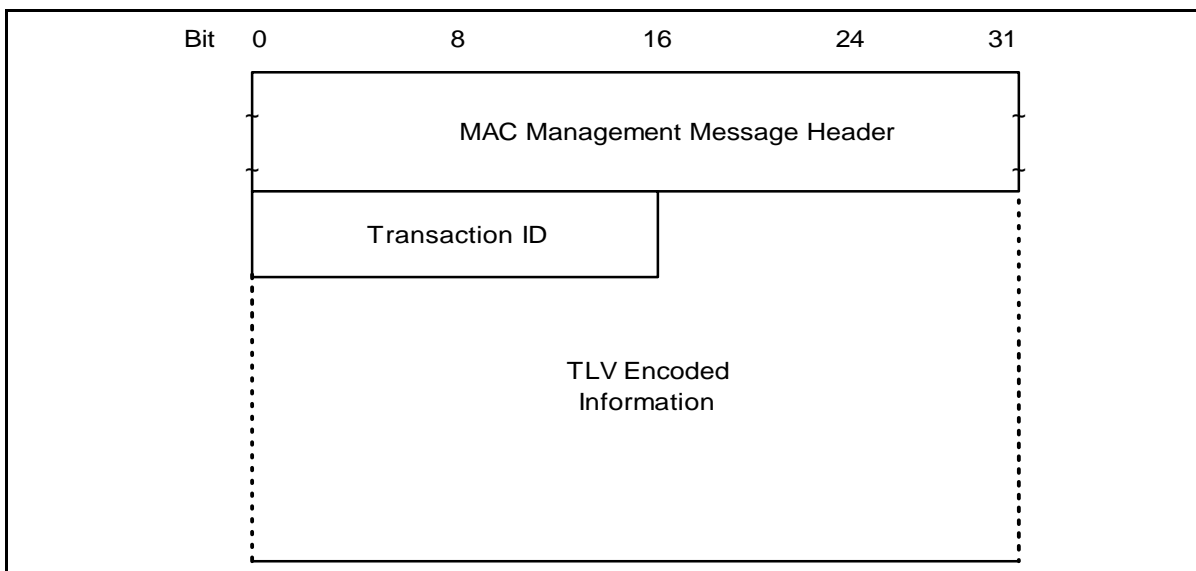 Bit 0 8 16 24 31
MAC Management Message Header
Transaction ID
TLV Encoded
Information